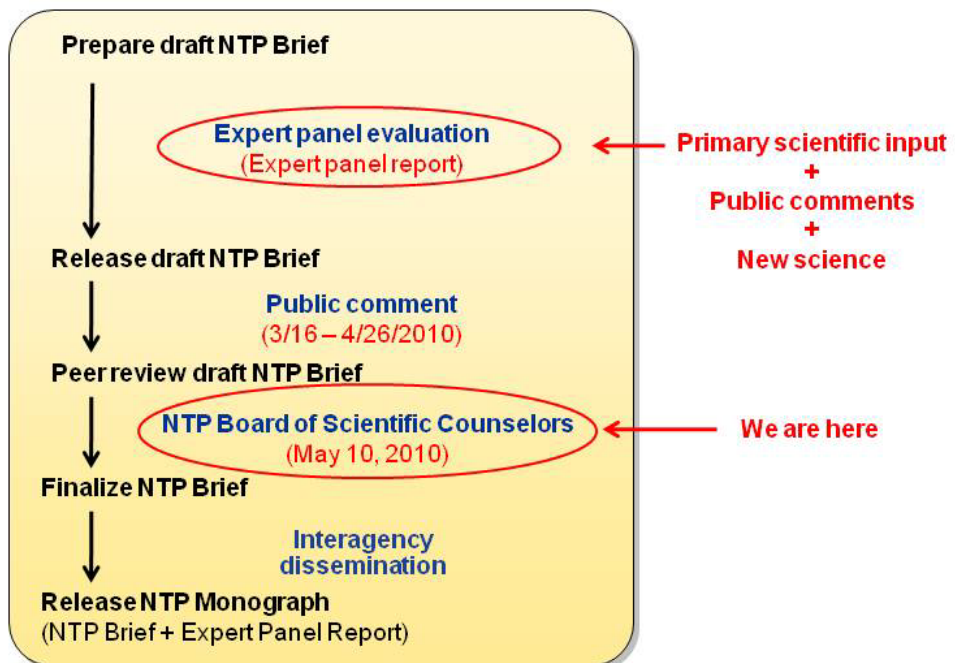 Prepare draft NTP Brief
Expert panel evaluation
(Expert panel report)
Primary scientific input
+
Public comments
+
New science
Release draft NTP Brief
Public comment
(3/16 – 4/26/2010)
Peer review draft NTP Brief
NTP Board of Scientific Counselors
(May 10, 2010)
We are here
Finalize NTP Brief
Interagency
dissemination
Release NTP Monograph
(NTP Brief + Expert Panel Report)